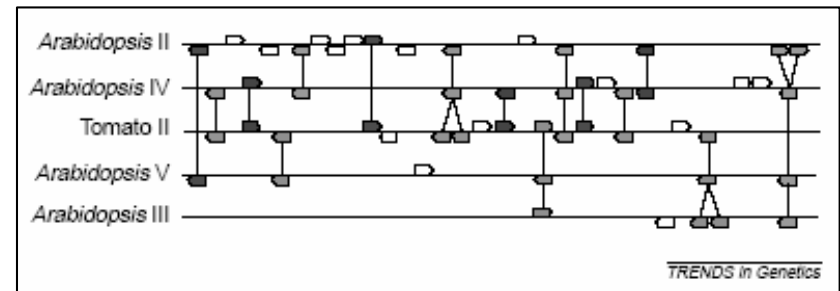 Arabidopsis II
Arabidopsis IV
Tomato II
Arabidopsis V
Arabidopsis III
TRENDS in Genetics